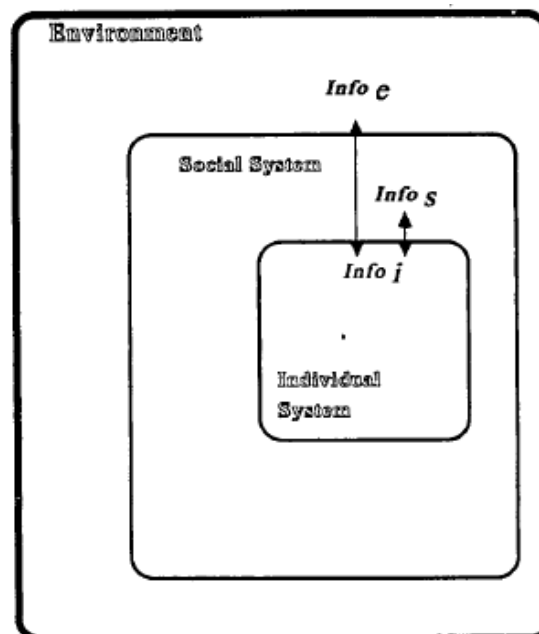 Environment
Info e
Social System
Info s
Info i
Individual
System